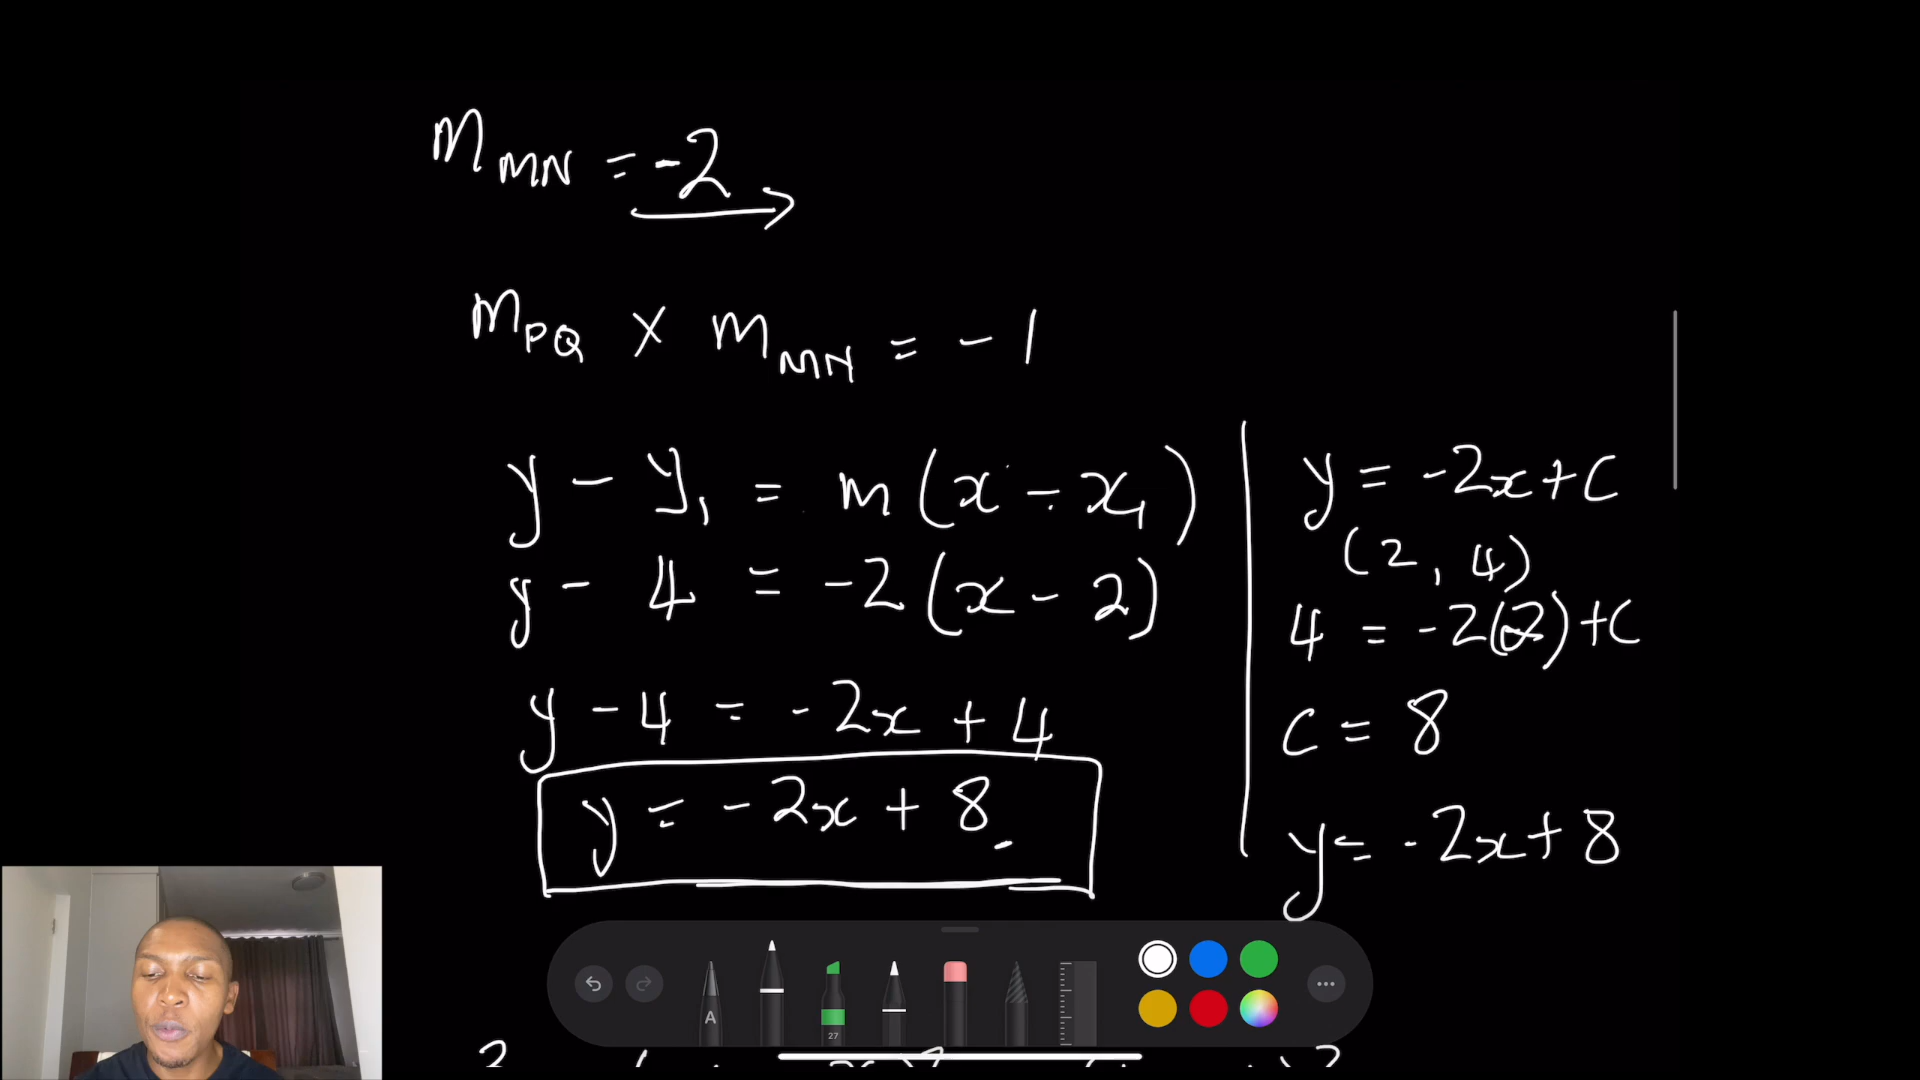 m_MN = -2
m_PQ × m_MN = -1
y - y₁ = m(x - x₁)
y - 4 = -2(x - 2)
y - 4 = -2x + 4
y = -2x + 8.
y = -2x + c
(2, 4)
4 = -2(2) + c
c = 8
y = -2x + 8
A
27